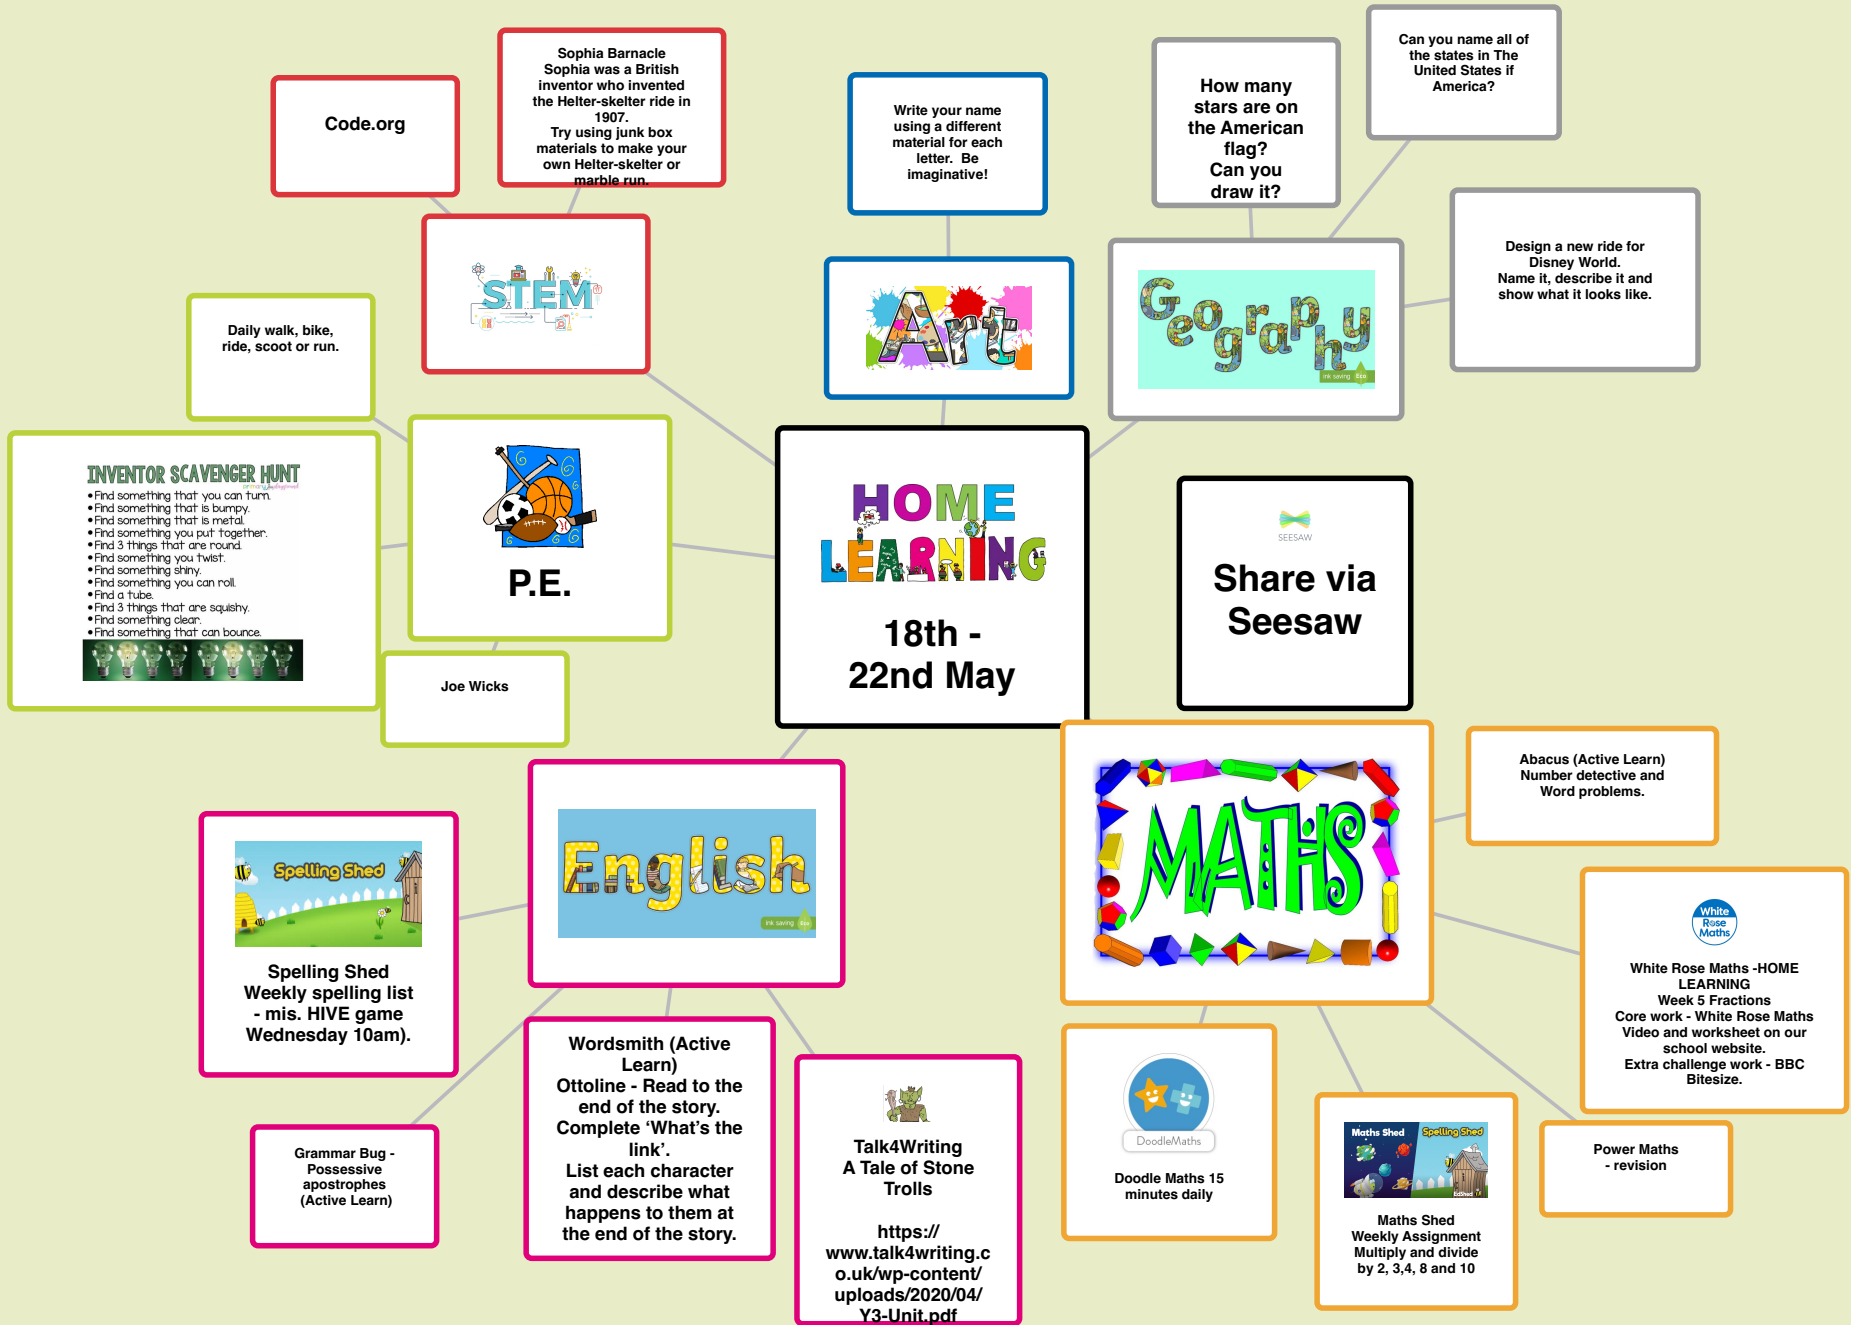 Code.org
Sophia Barnacle
Sophia was a British
inventor who invented
the Helter-skelter ride in
1907.
Try using junk box
materials to make your
own Helter-skelter or
marble run.
STEM
Write your name
using a different
material for each
letter.  Be
imaginative!
Art
How many
stars are on
the American
flag?
Can you
draw it?
Can you name all of
the states in The
United States if
America?
Design a new ride for
Disney World.
Name it, describe it and
show what it looks like.
Geography
ink saving Eco
Daily walk, bike,
ride, scoot or run.
INVENTOR SCAVENGER HUNT
•Find something that you can turn.
•Find something that is bumpy.
•Find something that is metal.
•Find something you put together.
•Find 3 things that are round.
•Find something you twist.
•Find something shiny.
•Find something you can roll.
•Find a tube.
•Find 3 things that are squishy.
•Find something clear.
•Find something that can bounce.
P.E.
Joe Wicks
HOME
LEARNING
18th -
22nd May
SEESAW
Share via
Seesaw
English
ink saving Eco
Spelling Shed
Spelling Shed
Weekly spelling list
- mis. HIVE game
Wednesday 10am).
Grammar Bug -
Possessive
apostrophes
(Active Learn)
Wordsmith (Active
Learn)
Ottoline - Read to the
end of the story.
Complete ‘What’s the
link’.
List each character
and describe what
happens to them at
the end of the story.
Talk4Writing
A Tale of Stone
Trolls
https://
www.talk4writing.c
o.uk/wp-content/
uploads/2020/04/
Y3-Unit.pdf
MATHS
Abacus (Active Learn)
Number detective and
Word problems.
White
Rose
Maths
White Rose Maths -HOME
LEARNING
Week 5 Fractions
Core work - White Rose Maths
Video and worksheet on our
school website.
Extra challenge work - BBC
Bitesize.
Power Maths
- revision
Maths Shed
Spelling Shed
EdShed
Maths Shed
Weekly Assignment
Multiply and divide
by 2, 3,4, 8 and 10
DoodleMaths
Doodle Maths 15
minutes daily